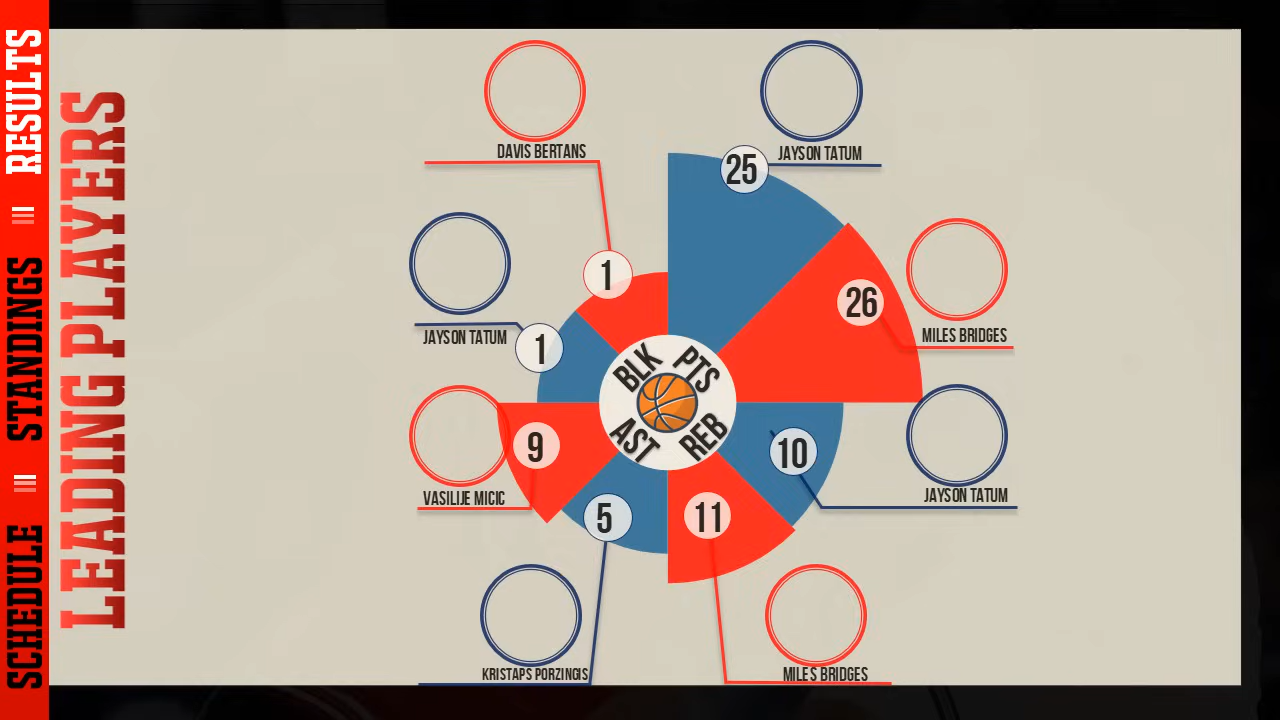 RESULTS
STANDINGS
SCHEDULE
LEADING PLAYERS
DAVIS BERTANS
JAYSON TATUM
25
1
26
MILES BRIDGES
JAYSON TATUM
1
BLK
PTS
AST
REB
9
10
VASILIJE MICIC
JAYSON TATUM
5
11
KRISTAPS PORZINGIS
MILES BRIDGES